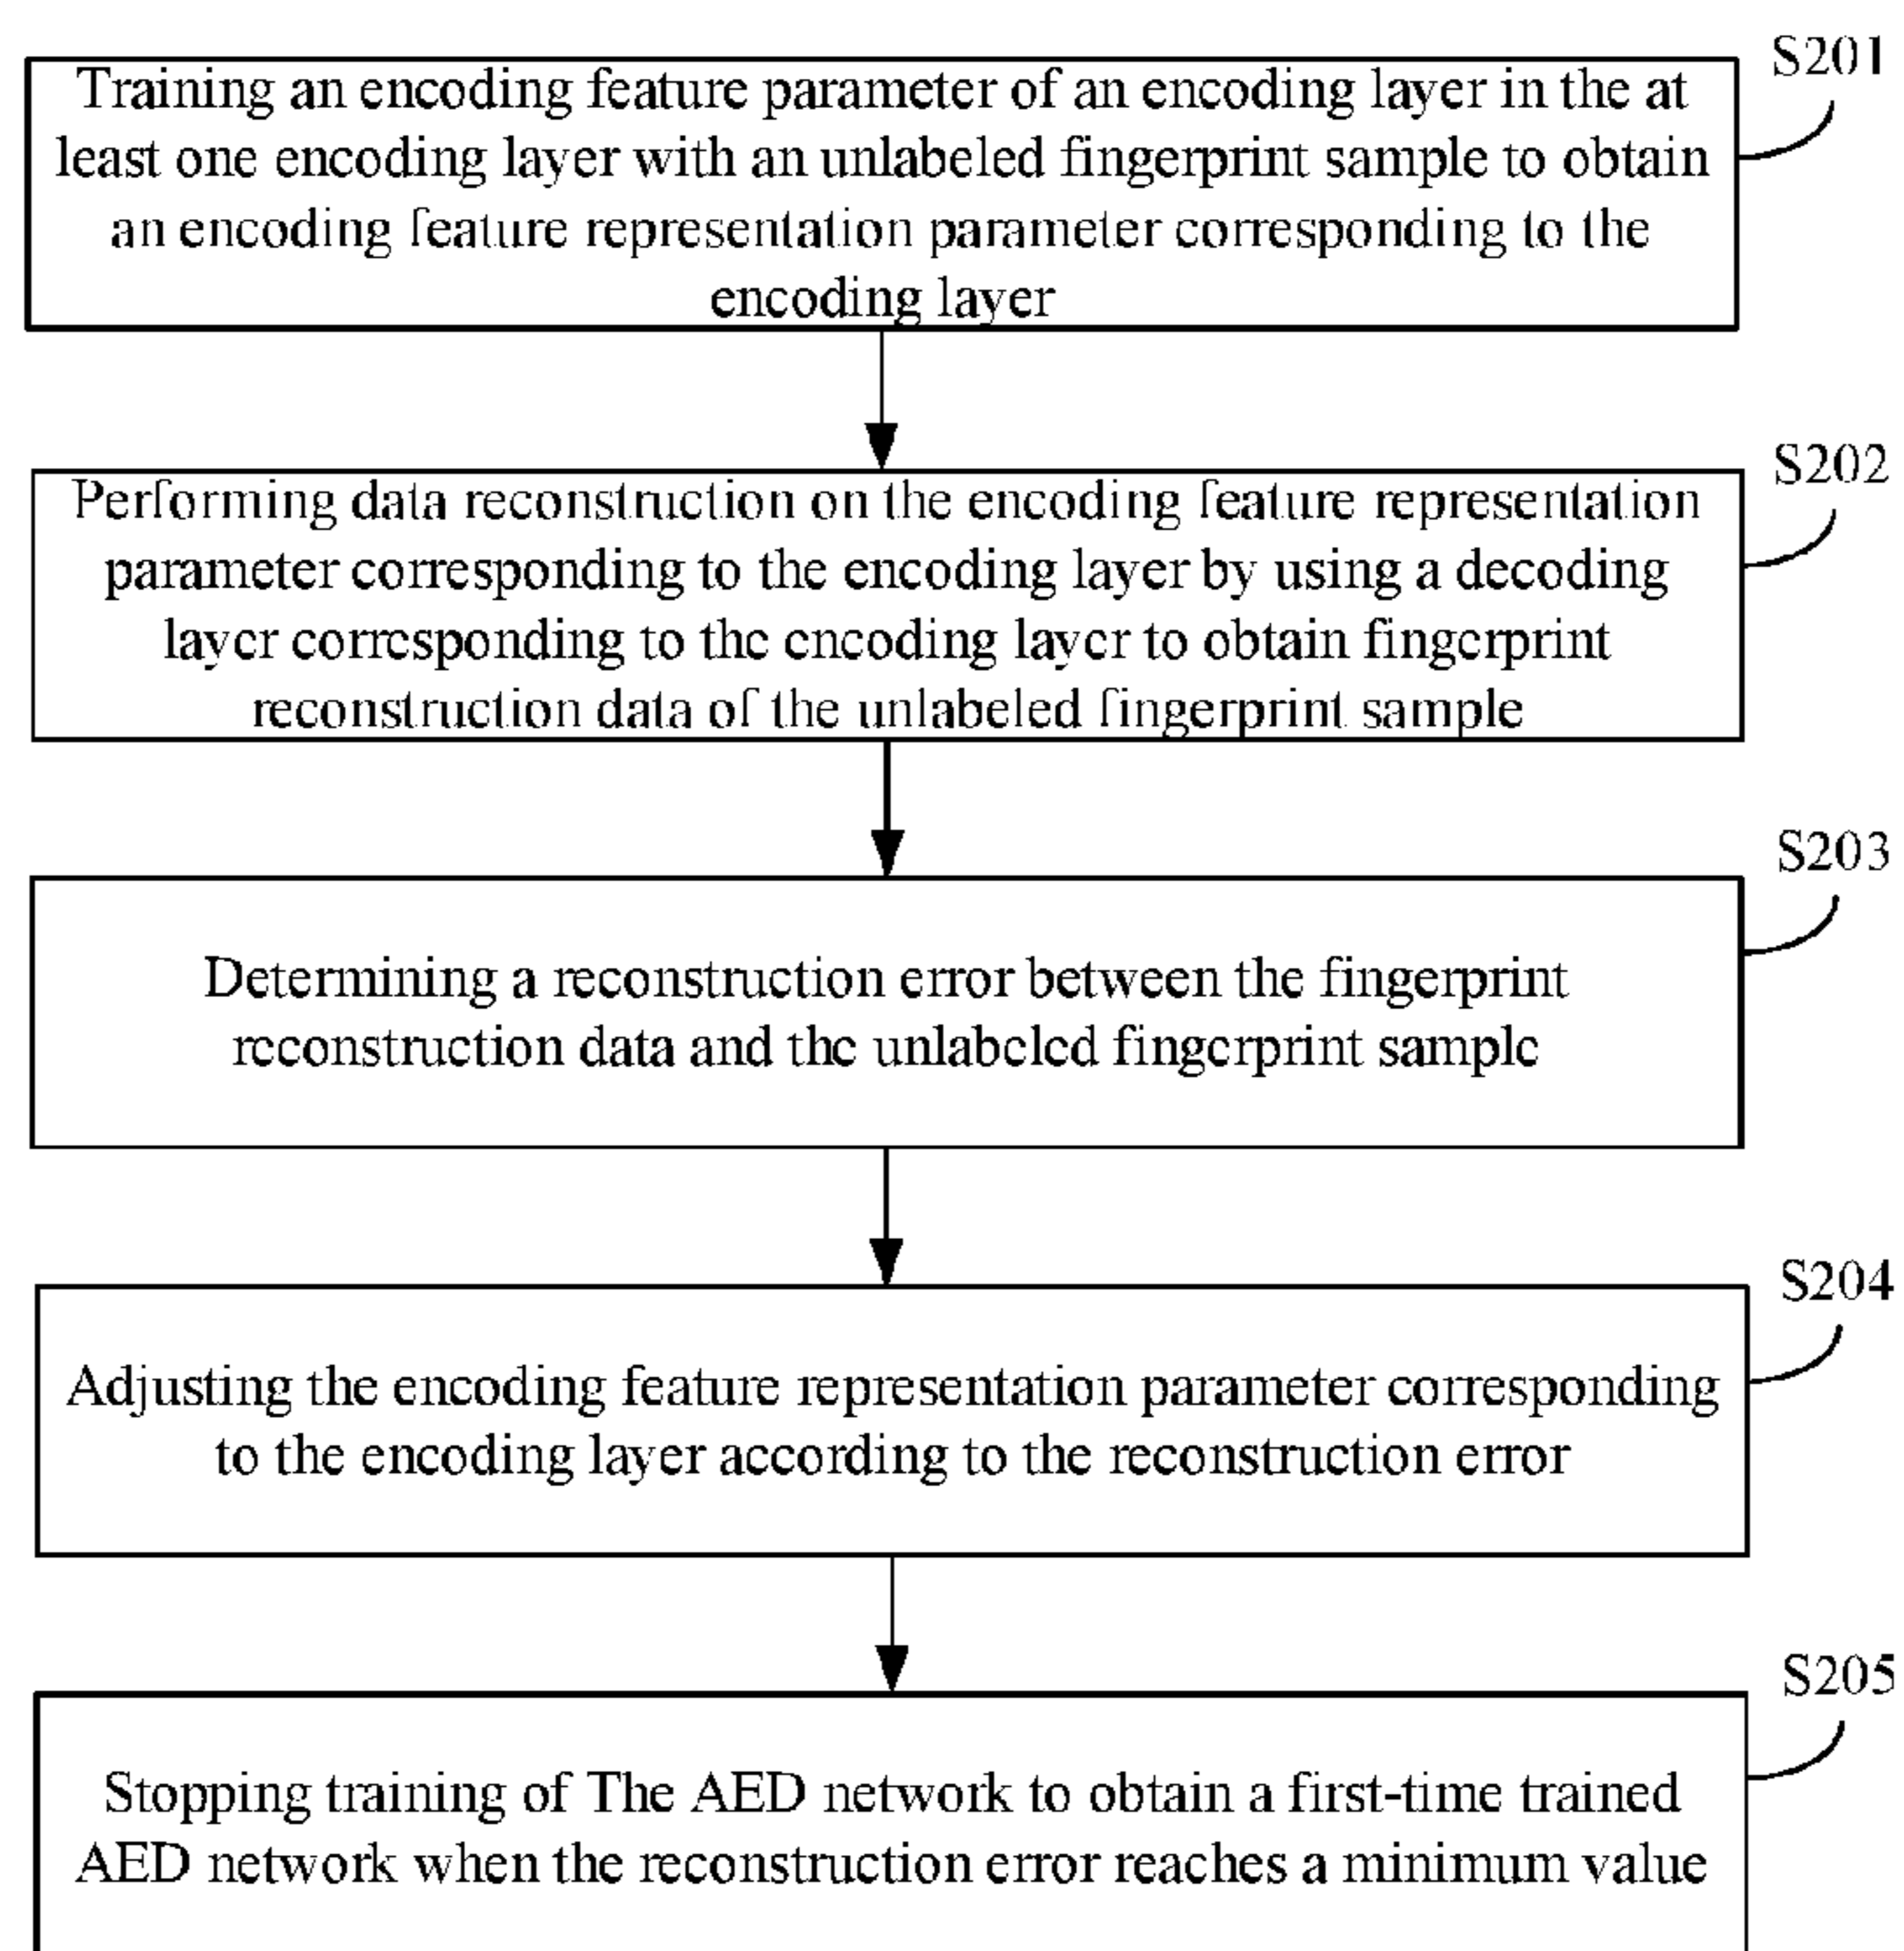 S201
Training an encoding feature parameter of an encoding layer in the at
least one encoding layer with an unlabeled fingerprint sample to obtain
an encoding feature representation parameter corresponding to the
encoding layer
S202
Performing data reconstruction on the encoding feature representation
parameter corresponding to the encoding layer by using a decoding
layer corresponding to the encoding layer to obtain fingerprint
reconstruction data of the unlabeled fingerprint sample
S203
Determining a reconstruction error between the fingerprint
reconstruction data and the unlabeled fingerprint sample
S204
Adjusting the encoding feature representation parameter corresponding
to the encoding layer according to the reconstruction error
S205
Stopping training of The AED network to obtain a first-time trained
AED network when the reconstruction error reaches a minimum value